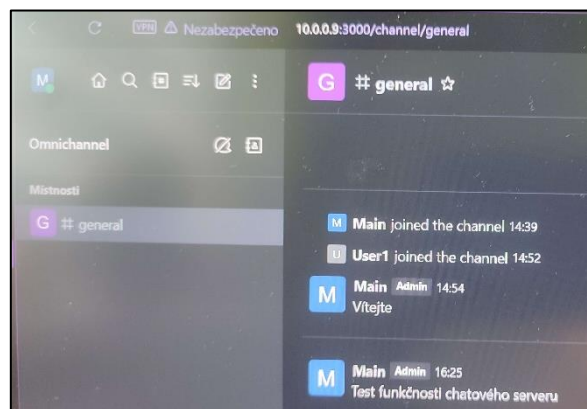 VPN Nezabezpečeno 10.0.0.9:3000/channel/general
M
G # general
Omnichannel
Místnosti
G # general
M Main joined the channel 14:39
U User1 joined the channel 14:52
M Main Admin 14:54
Vítejte
M Main Admin 16:25
Test funkčnosti chatového serveru